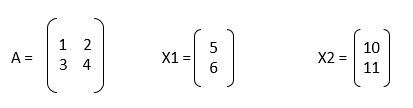 A = ( 1 2
3 4 )
X1 = ( 5
6 )
X2 = ( 10
11 )